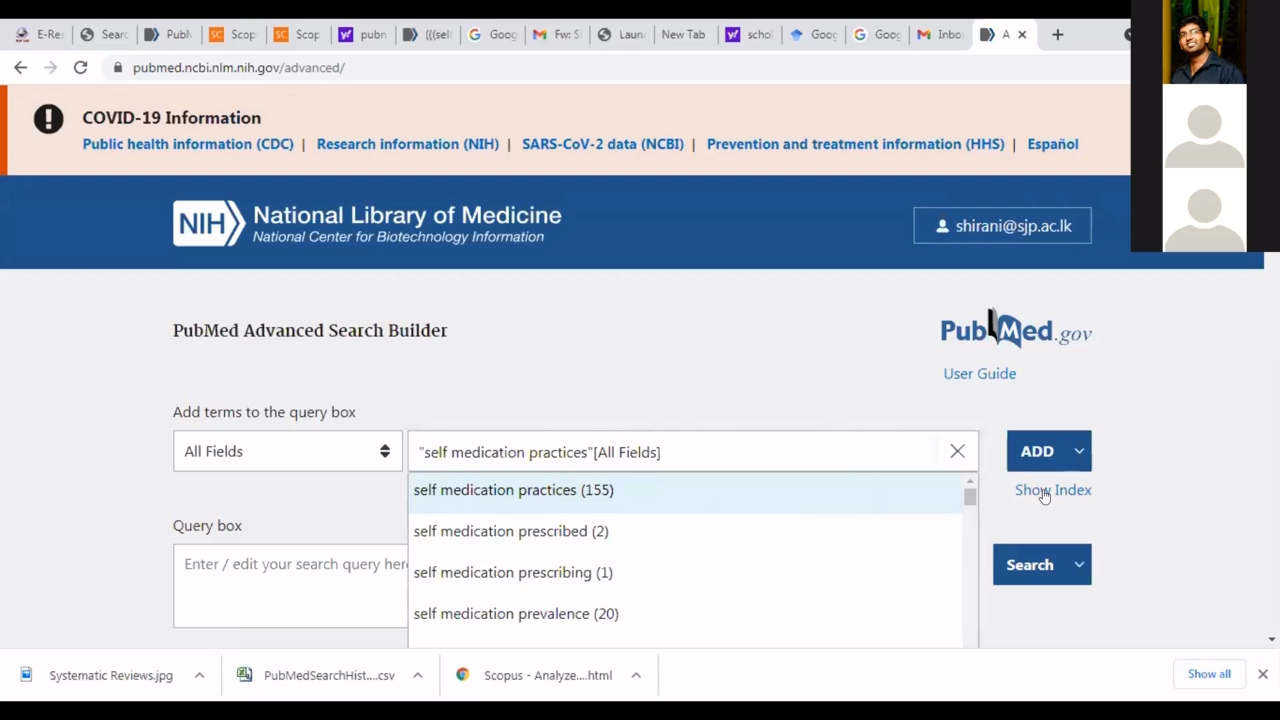 E-Res
Searc
PubM
Scop
Scop
pubn
(((sel
Goog
Fw: S
Laun
New Tab
schol
Goog
Goog
Inbo
A
pubmed.ncbi.nlm.nih.gov/advanced/
COVID-19 Information
Public health information (CDC) | Research information (NIH) | SARS-CoV-2 data (NCBI) | Prevention and treatment information (HHS) | Español
NIH National Library of Medicine
National Center for Biotechnology Information
shirani@sjp.ac.lk
PubMed Advanced Search Builder
PubMed.gov
User Guide
Add terms to the query box
All Fields
"self medication practices"[All Fields]
ADD
self medication practices (155)
Show Index
self medication prescribed (2)
Query box
Enter / edit your search query here
self medication prescribing (1)
Search
self medication prevalence (20)
Systematic Reviews.jpg
PubMedSearchHist....csv
Scopus - Analyze....html
Show all